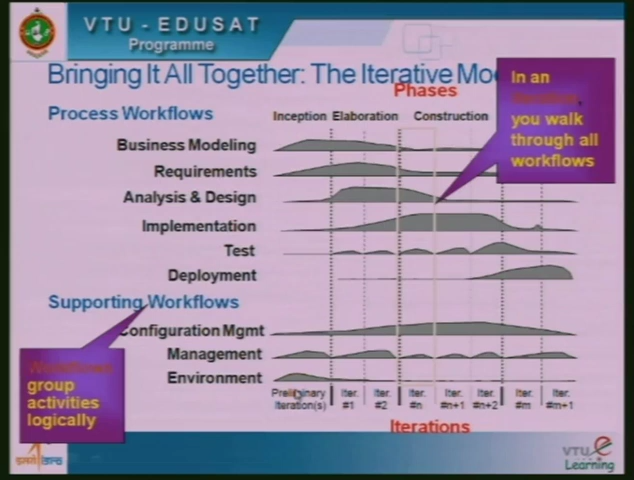 VTU - EDUSAT
Programme
Bringing It All Together: The Iterative Mo
Phases
In an
iteration,
you walk
through all
workflows
Process Workflows
Inception Elaboration Construction
Business Modeling
Requirements
Analysis & Design
Implementation
Test
Deployment
Supporting Workflows
Configuration Mgmt
Management
Environment
Workflows
group
activities
logically
Preliminary
Iteration(s)
Iter.
#1
Iter.
#2
Iter.
#n
Iter.
#n+1
Iter.
#n+2
Iter.
#m
Iter.
#m+1
Iterations
VTU e
Learning